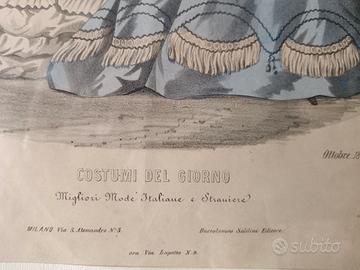 Ottobre, 18
COSTUMI DEL GIORNO
Migliori Mode Italiane e Straniere
MILANO Via S. Alessandro N.º 3 Bartolomeo Saldini Editore.
ora Via Lupetta N. 9.
subito